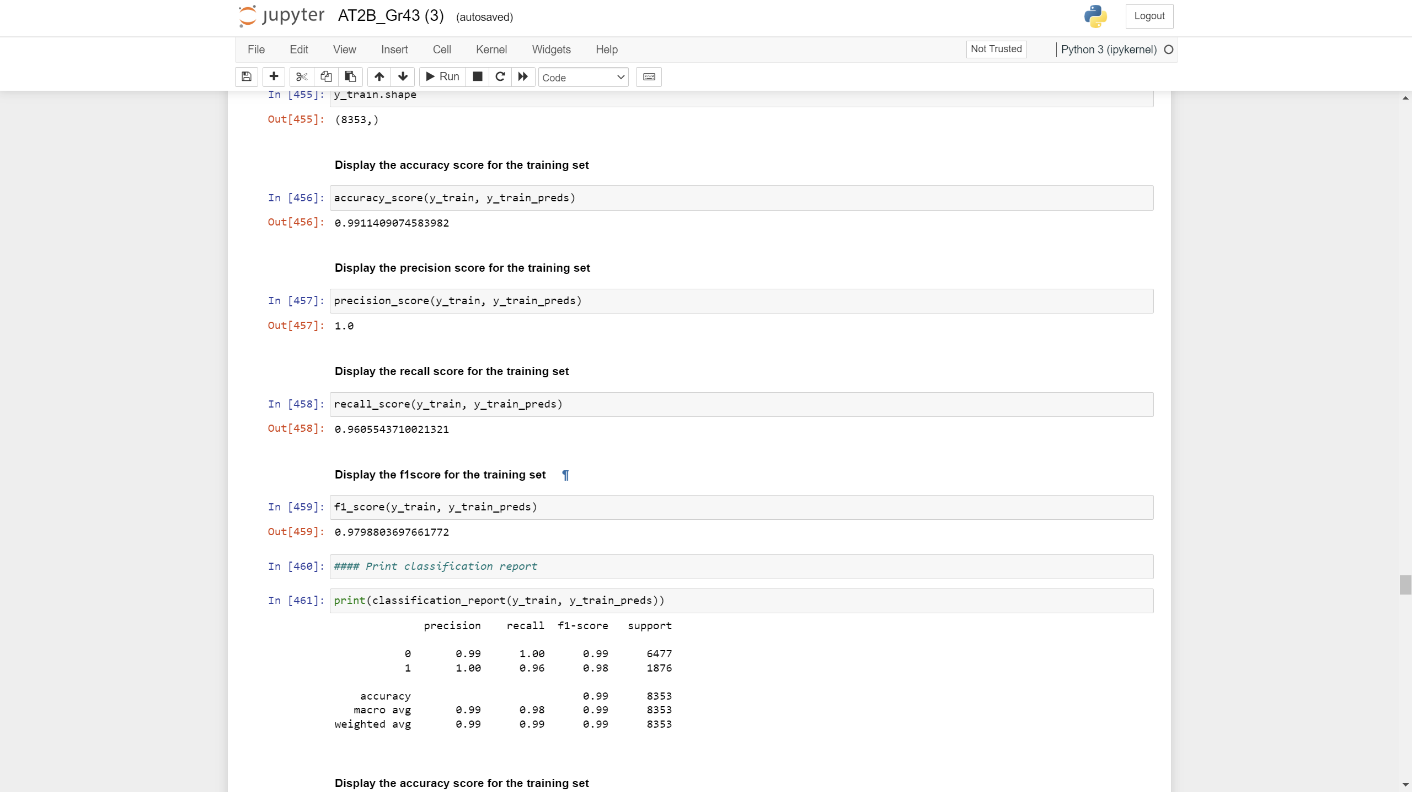 jupyter AT2B_Gr43 (3) (autosaved) Logout
File Edit View Insert Cell Kernel Widgets Help Not Trusted Python 3 (ipykernel)
Run Code
In [455]: y_train.shape
Out[455]: (8353,)
Display the accuracy score for the training set
In [456]: accuracy_score(y_train, y_train_preds)
Out[456]: 0.9911409074583982
Display the precision score for the training set
In [457]: precision_score(y_train, y_train_preds)
Out[457]: 1.0
Display the recall score for the training set
In [458]: recall_score(y_train, y_train_preds)
Out[458]: 0.9605543710021321
Display the f1score for the training set ¶
In [459]: f1_score(y_train, y_train_preds)
Out[459]: 0.9798803697661772
In [460]: #### Print classification report
In [461]: print(classification_report(y_train, y_train_preds))
precision recall f1-score support
0 0.99 1.00 0.99 6477
1 1.00 0.96 0.98 1876
accuracy 0.99 8353
macro avg 0.99 0.98 0.99 8353
weighted avg 0.99 0.99 0.99 8353
Display the accuracy score for the training set